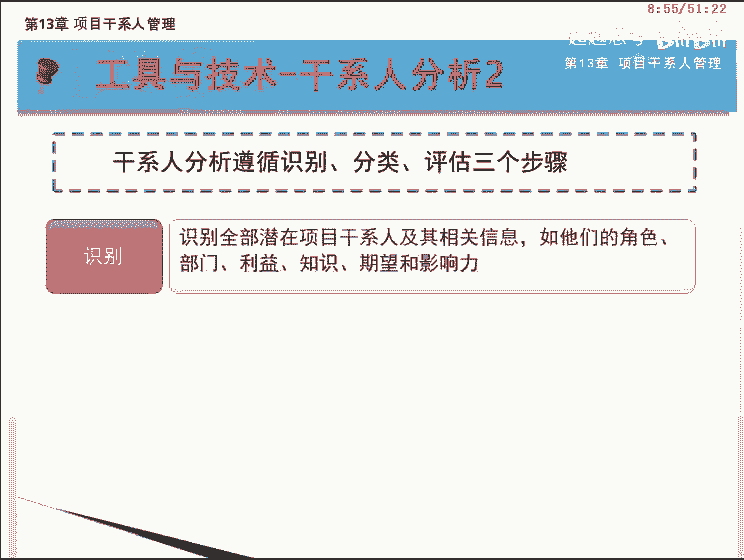 8:55/51:22
第13章 项目干系人管理
第13章 项目干系人管理
工具与技术-干系人分析2
干系人分析遵循识别、分类、评估三个步骤
识别
识别全部潜在项目干系人及其相关信息，如他们的角色、
部门、利益、知识、期望和影响力